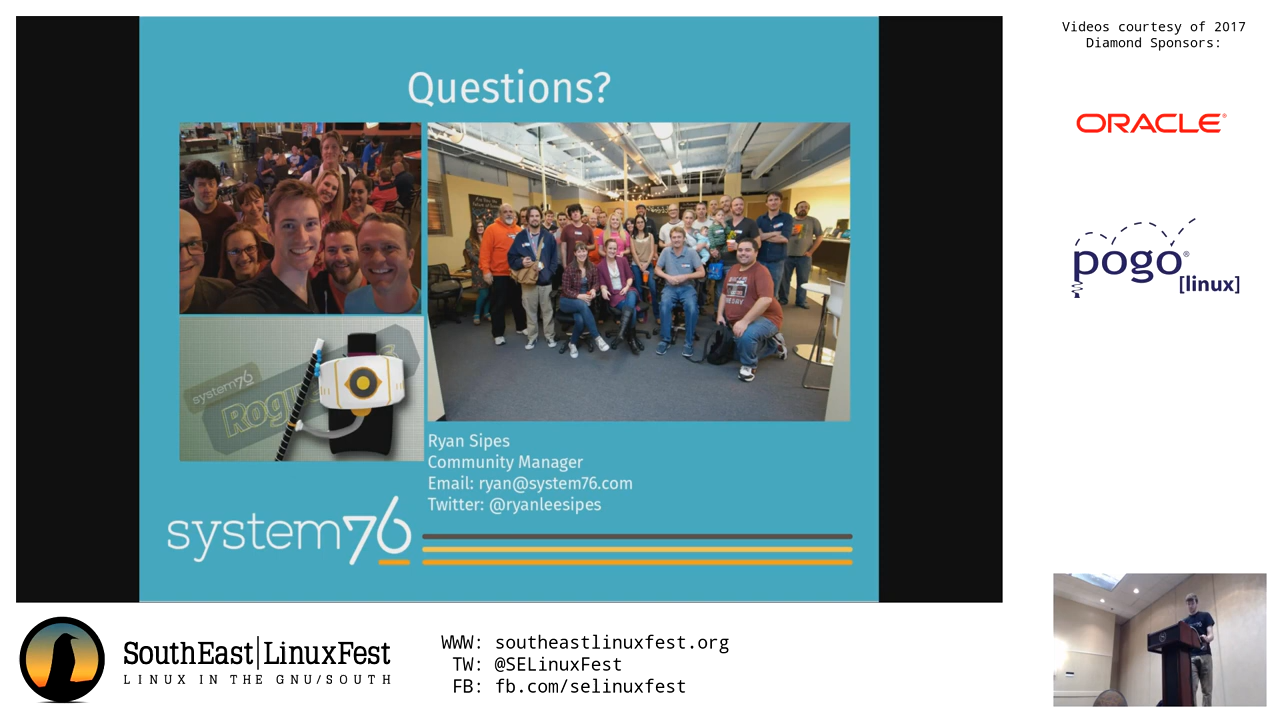 Questions?
system76
Ryan Sipes
Community Manager
Email: ryan@system76.com
Twitter: @ryanleesipes
system76
Videos courtesy of 2017
Diamond Sponsors:
ORACLE®
pogo®
[linux]
SouthEast|LinuxFest
LINUX IN THE GNU/SOUTH
WWW: southeastlinuxfest.org
TW: @SELinuxFest
FB: fb.com/selinuxfest